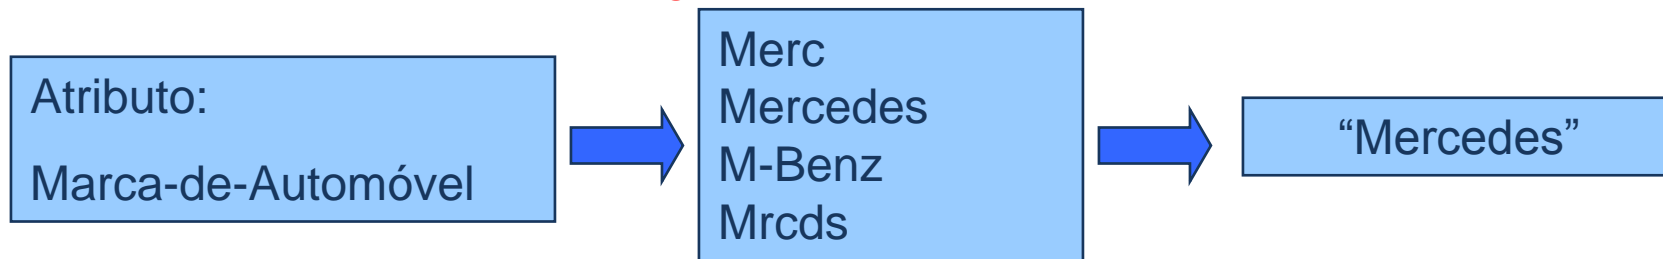 Atributo:
Marca-de-Automóvel
Merc
Mercedes
M-Benz
Mrcds
“Mercedes”